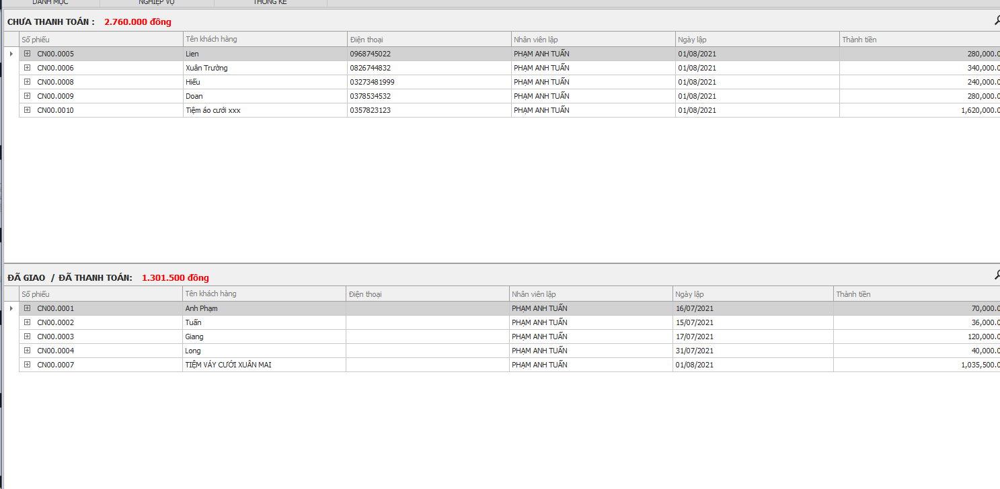 DANH MỤC NGHIỆP VỤ THỐNG KÊ
CHƯA THANH TOÁN : 2.760.000 đồng
Số phiếu Tên khách hàng Điện thoại Nhân viên lập Ngày lập Thành tiền
CN00.0005 Lien 0968745022 PHẠM ANH TUẤN 01/08/2021 280,000.0
CN00.0006 Xuân Trường 0826744832 PHẠM ANH TUẤN 01/08/2021 340,000.0
CN00.0008 Hiếu 03273481999 PHẠM ANH TUẤN 01/08/2021 240,000.0
CN00.0009 Doan 0378534532 PHẠM ANH TUẤN 01/08/2021 280,000.0
CN00.0010 Tiệm áo cưới xxx 0357823123 PHẠM ANH TUẤN 01/08/2021 1,620,000.0
ĐÃ GIAO / ĐÃ THANH TOÁN: 1.301.500 đồng
Số phiếu Tên khách hàng Điện thoại Nhân viên lập Ngày lập Thành tiền
CN00.0001 Anh Phạm PHẠM ANH TUẤN 16/07/2021 70,000.0
CN00.0002 Tuấn PHẠM ANH TUẤN 15/07/2021 36,000.0
CN00.0003 Giang PHẠM ANH TUẤN 17/07/2021 120,000.0
CN00.0004 Long PHẠM ANH TUẤN 31/07/2021 40,000.0
CN00.0007 TIỆM VÁY CƯỚI XUÂN MAI PHẠM ANH TUẤN 01/08/2021 1,035,500.0